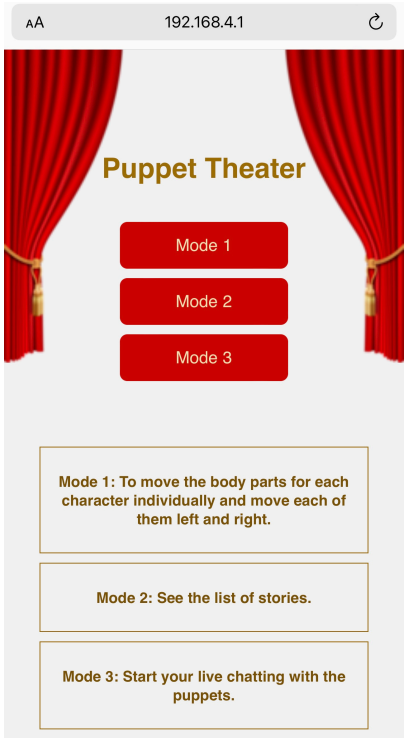 AA 192.168.4.1
Puppet Theater
Mode 1
Mode 2
Mode 3
Mode 1: To move the body parts for each
character individually and move each of
them left and right.
Mode 2: See the list of stories.
Mode 3: Start your live chatting with the
puppets.